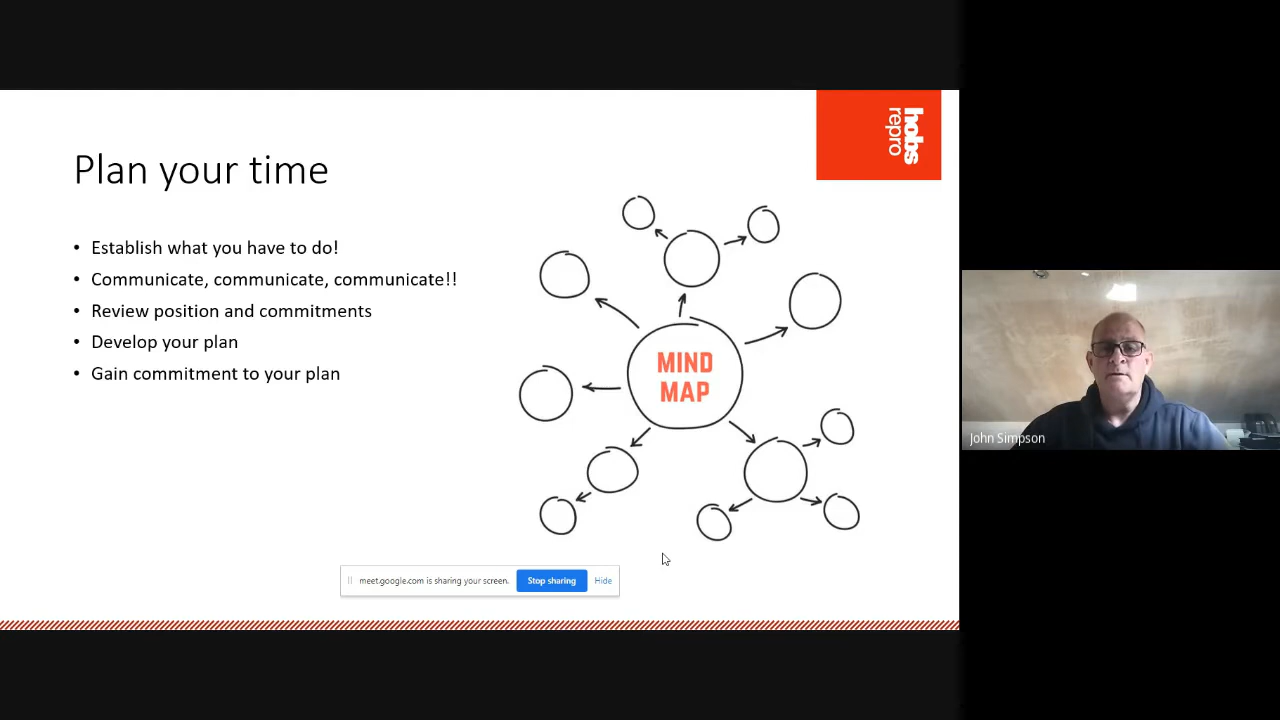 hobs
repro
Plan your time
• Establish what you have to do!
• Communicate, communicate, communicate!!
• Review position and commitments
• Develop your plan
• Gain commitment to your plan
MIND
MAP
John Simpson
meet.google.com is sharing your screen.
Stop sharing
Hide